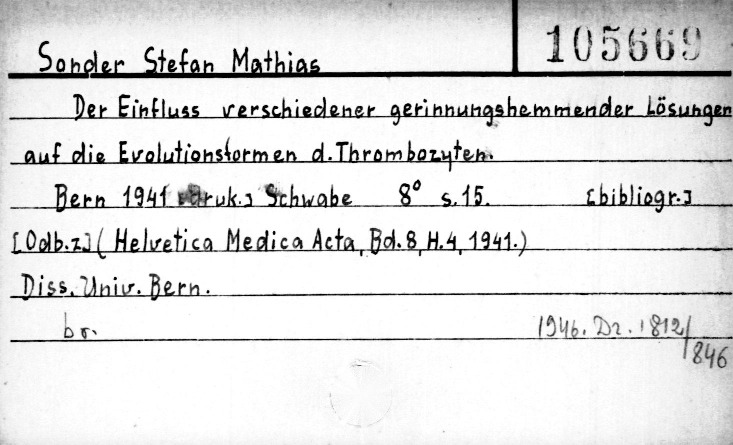 105669
Sonder Stefan Mathias
Der Einfluss verschiedener gerinnungshemmender Lösungen
auf die Evolutionsformen d. Thrombozyten.
Bern 1941 [druk.] Schwabe 8° s. 15. [bibliogr.]
[Odb. z] (Helvetica Medica Acta, Bd. 8, H. 4, 1941.)
Diss. Univ. Bern.
br. 1946. Dr. 1812/
846